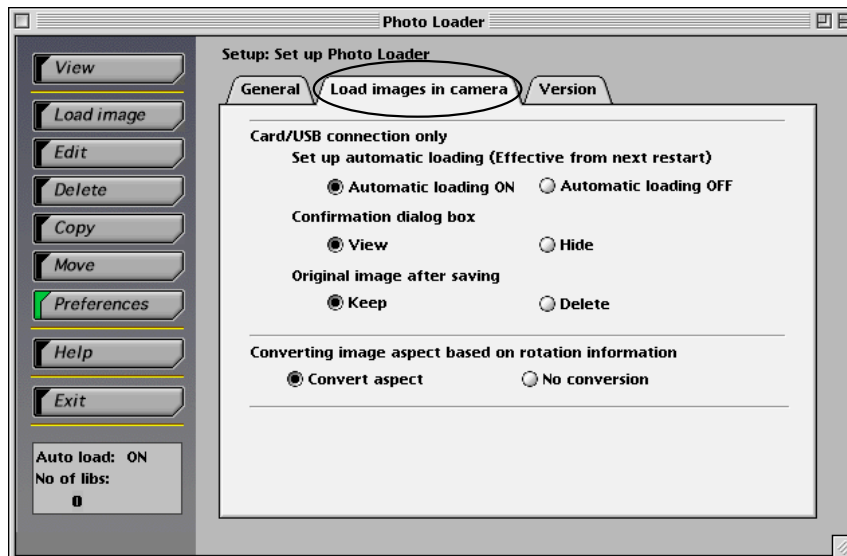 Photo Loader
View
Load image
Edit
Delete
Copy
Move
Preferences
Help
Exit
Auto load: ON
No of libs:
0
Setup: Set up Photo Loader
General Load images in camera Version
Card/USB connection only
Set up automatic loading (Effective from next restart)
Automatic loading ON Automatic loading OFF
Confirmation dialog box
View Hide
Original image after saving
Keep Delete
Converting image aspect based on rotation information
Convert aspect No conversion